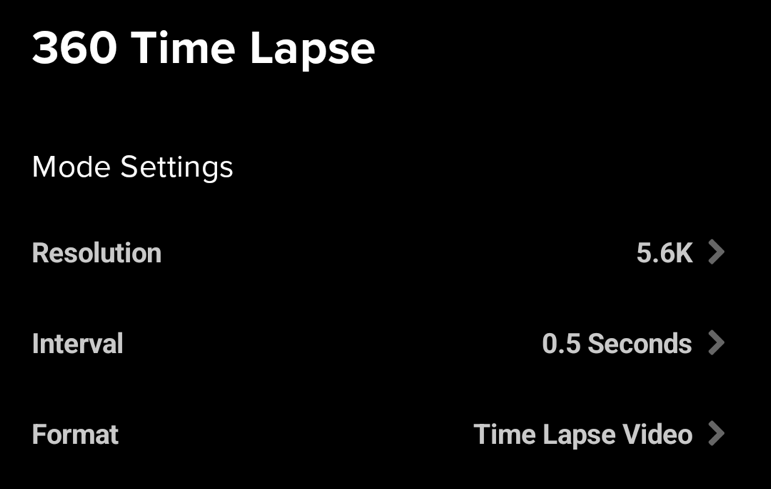 360 Time Lapse
Mode Settings
Resolution 5.6K
Interval 0.5 Seconds
Format Time Lapse Video